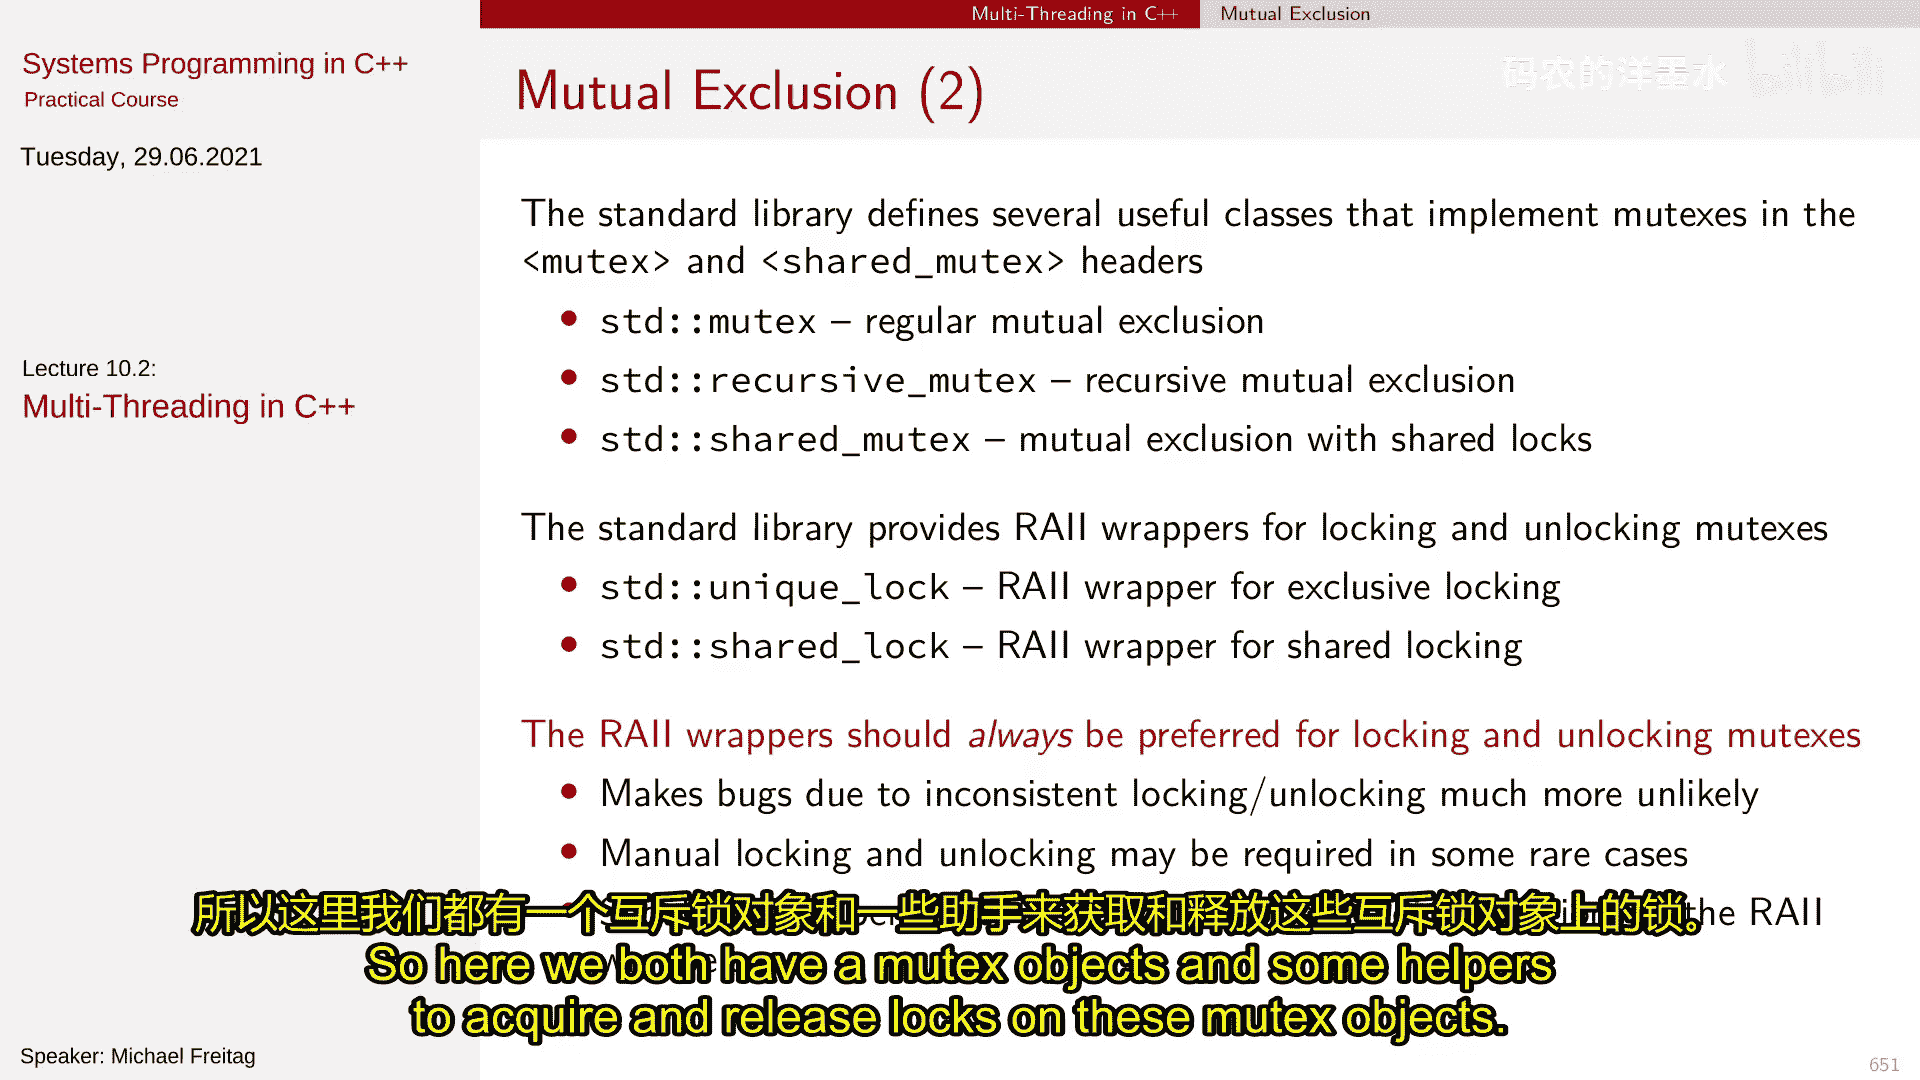 Multi-Threading in C++
Mutual Exclusion
Systems Programming in C++
Practical Course
Tuesday, 29.06.2021
Lecture 10.2:
Multi-Threading in C++
Speaker: Michael Freitag
Mutual Exclusion (2)
码农的洋墨水 bilibili
The standard library defines several useful classes that implement mutexes in the
<mutex> and <shared_mutex> headers
• std::mutex – regular mutual exclusion
• std::recursive_mutex – recursive mutual exclusion
• std::shared_mutex – mutual exclusion with shared locks
The standard library provides RAII wrappers for locking and unlocking mutexes
• std::unique_lock – RAII wrapper for exclusive locking
• std::shared_lock – RAII wrapper for shared locking
The RAII wrappers should always be preferred for locking and unlocking mutexes
• Makes bugs due to inconsistent locking/unlocking much more unlikely
• Manual locking and unlocking may be required in some rare cases
the RAII
所以这里我们都有一个互斥锁对象和一些助手来获取和释放这些互斥锁对象上的锁。
So here we both have a mutex objects and some helpers
to acquire and release locks on these mutex objects.
651